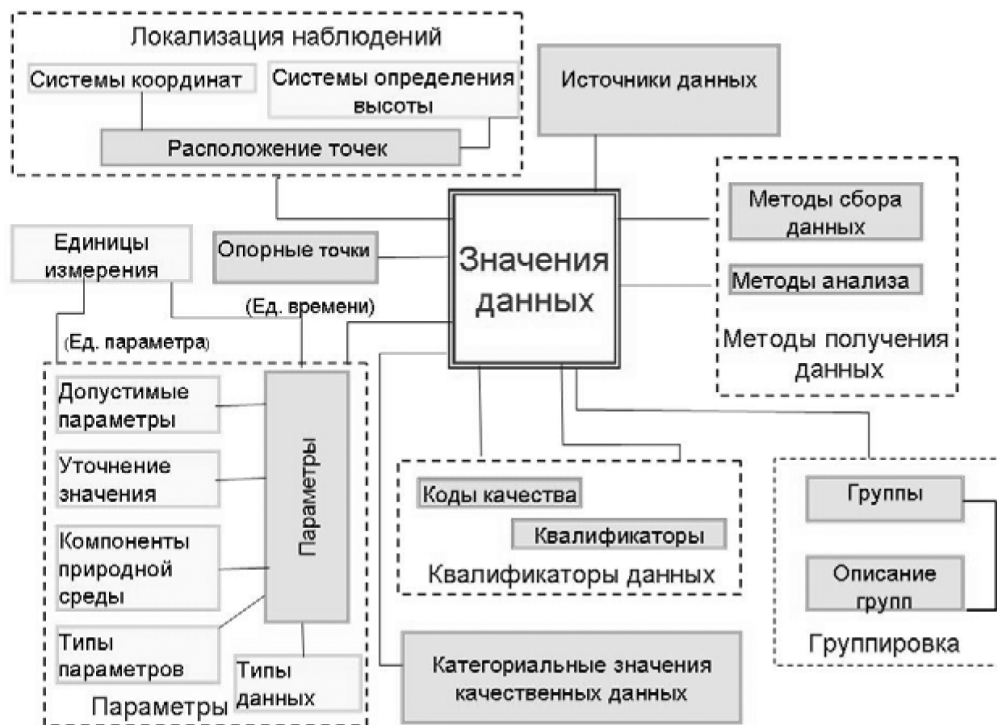 Локализация наблюдений
Системы координат
Системы определения
высоты
Расположение точек
Источники данных
Методы сбора
данных
Методы анализа
Методы получения
данных
Единицы
измерения
Опорные точки
Значения
данных
(Ед. времени)
(Ед. параметра)
Допустимые
параметры
Уточнение
значения
Компоненты
природной
среды
Типы
параметров
Параметры
Типы
данных
Параметры
Коды качества
Квалификаторы
Квалификаторы данных
Группы
Описание
групп
Группировка
Категориальные значения
качественных данных